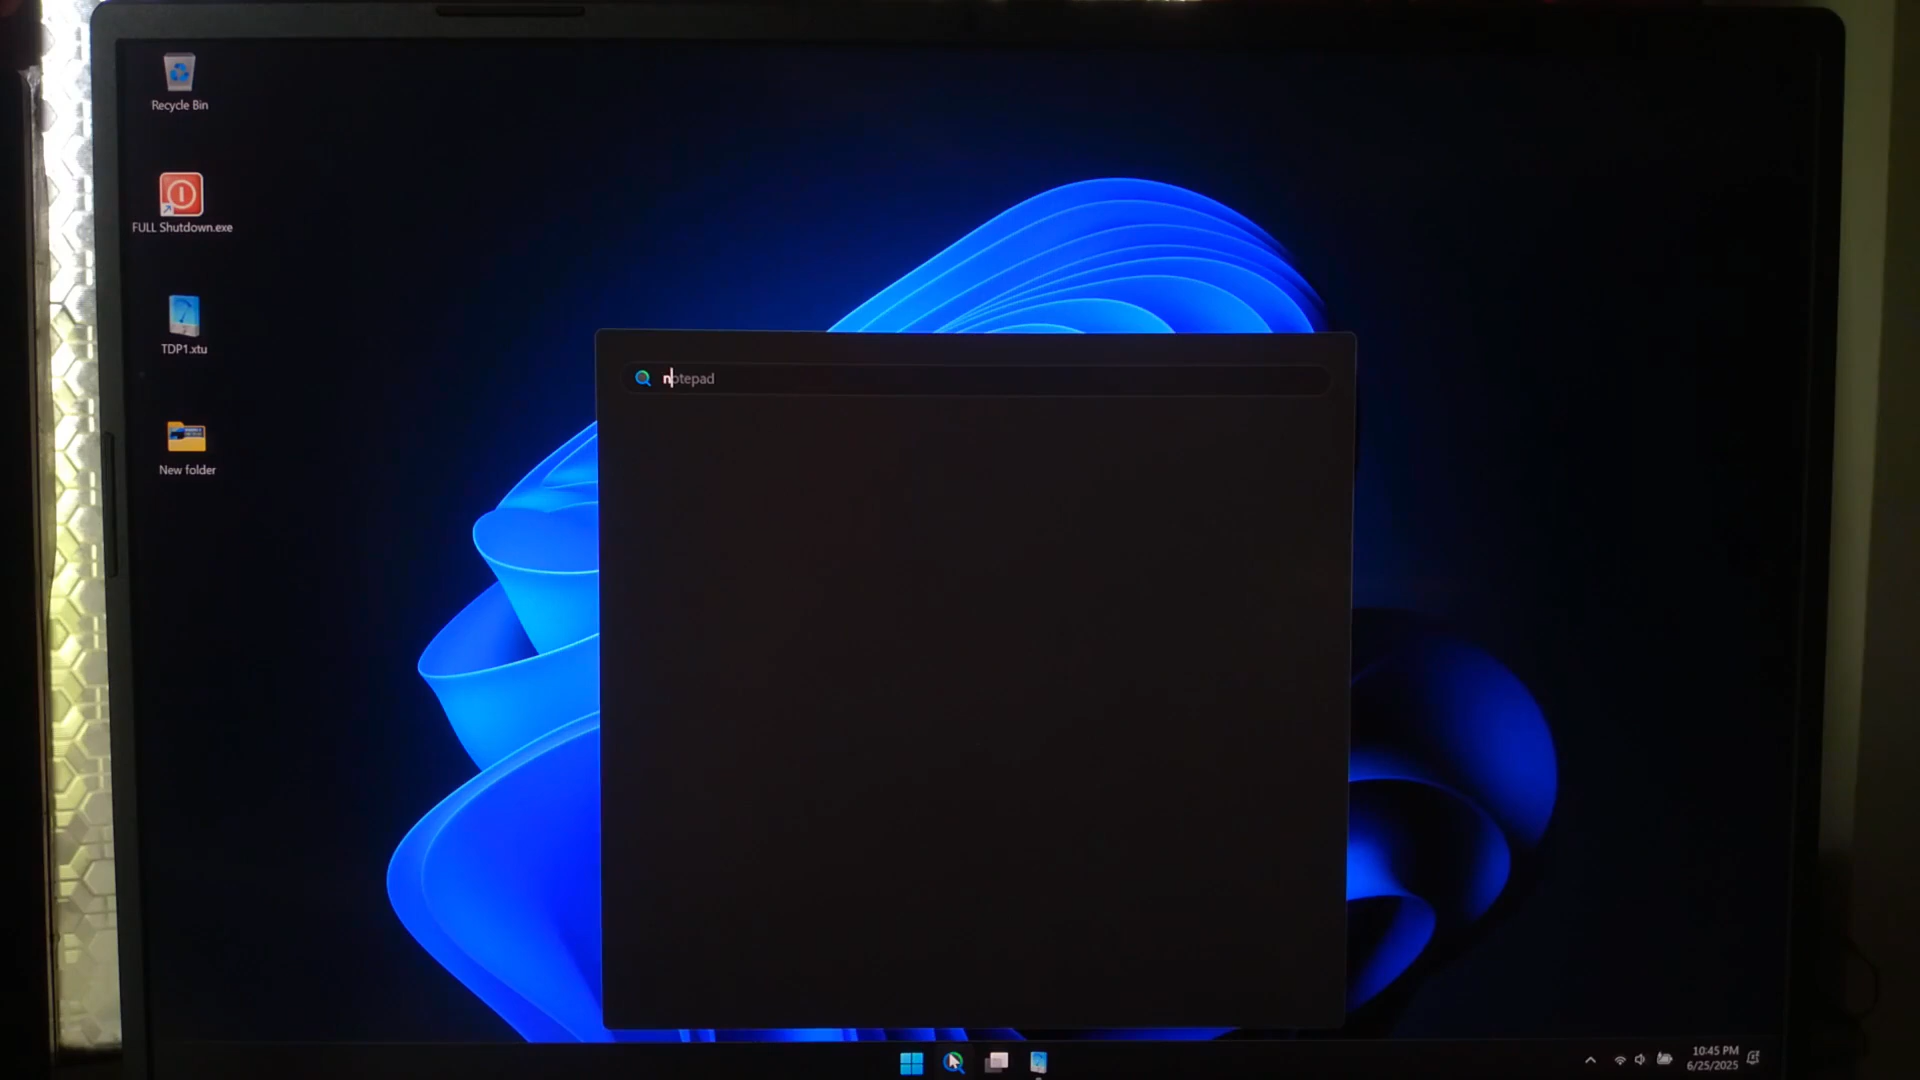 Recycle Bin
FULL Shutdown.exe
TDP1.xtu
New folder
notepad
10:45 PM
6/25/2025